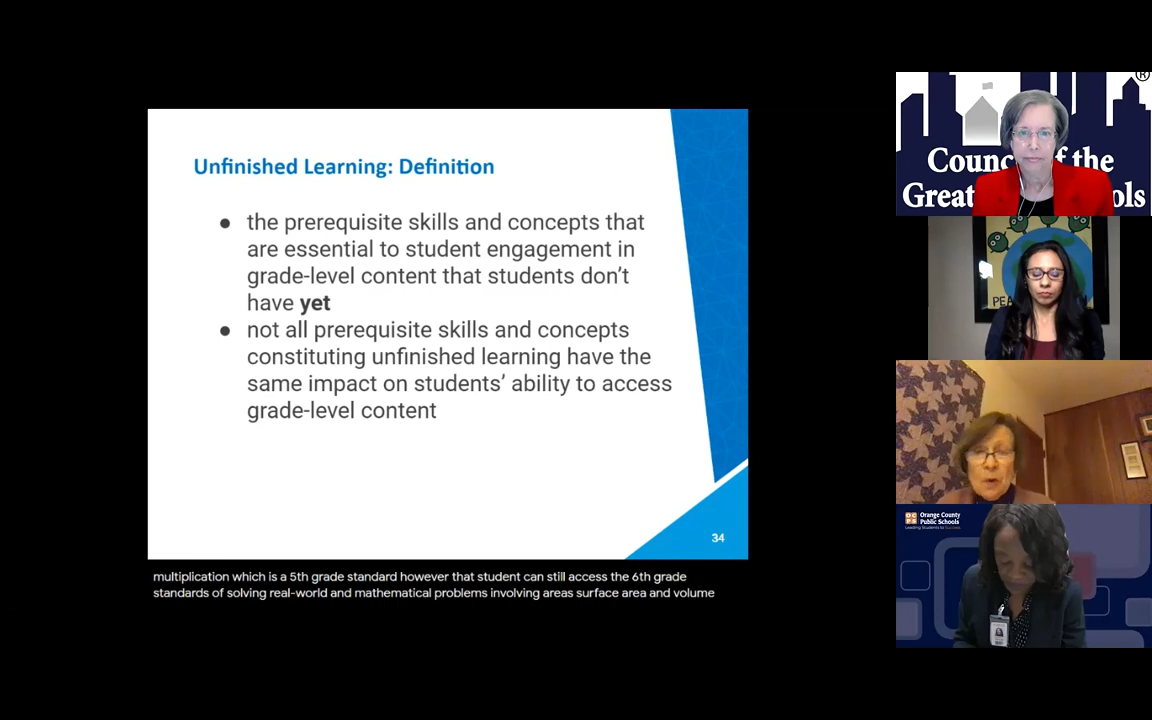 Unfinished Learning: Definition
● the prerequisite skills and concepts that
are essential to student engagement in
grade-level content that students don't
have yet
● not all prerequisite skills and concepts
constituting unfinished learning have the
same impact on students' ability to access
grade-level content
34
multiplication which is a 5th grade standard however that student can still access the 6th grade
standards of solving real-world and mathematical problems involving areas surface area and volume
®
the
Great
ols
Orange County
Public Schools
Leading Students to Success